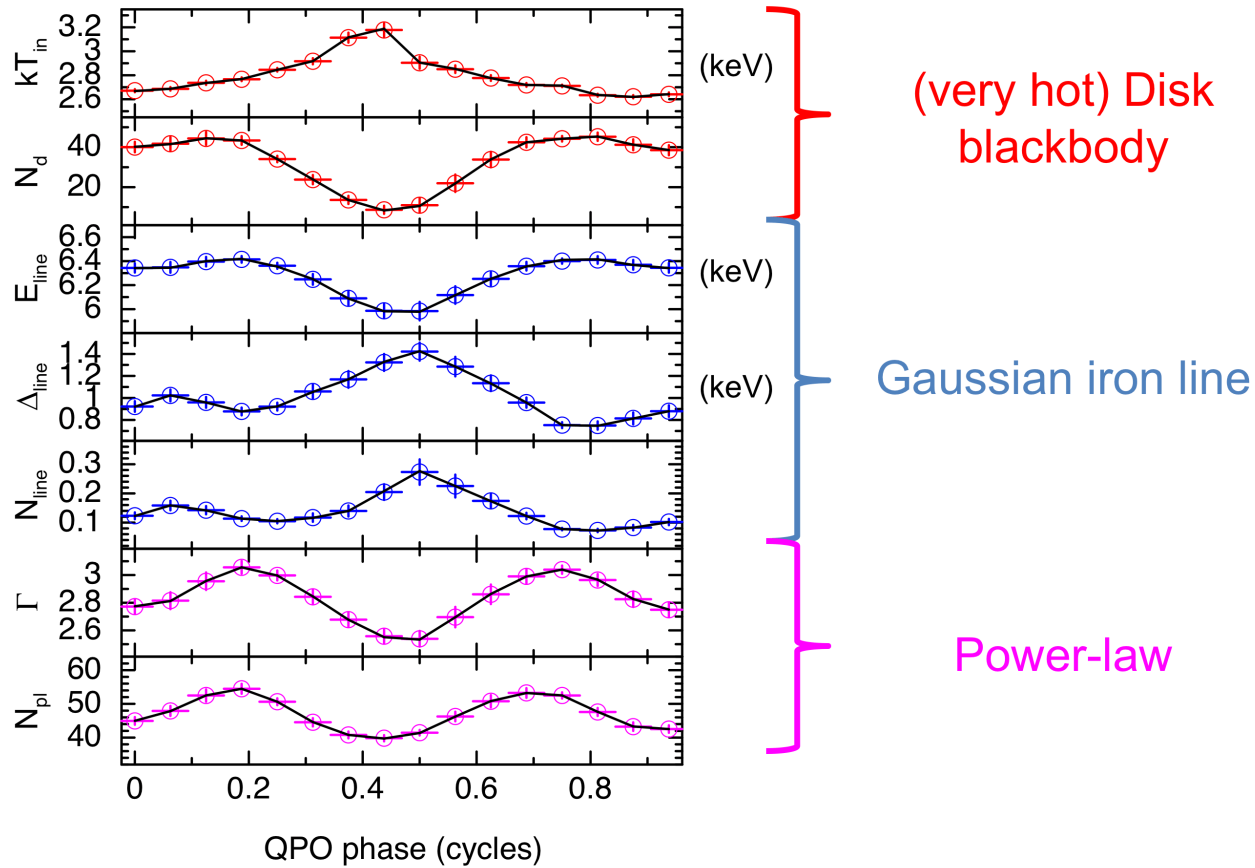 kT_in
3.2
3
2.8
2.6
(keV)
(very hot) Disk
blackbody
N_d
40
20
E_line
6.6
6.4
6.2
6
(keV)
Δ_line
1.4
1.2
1
0.8
(keV)
Gaussian iron line
N_line
0.3
0.2
0.1
Γ
3
2.8
2.6
Power-law
N_pl
60
50
40
0 0.2 0.4 0.6 0.8
QPO phase (cycles)